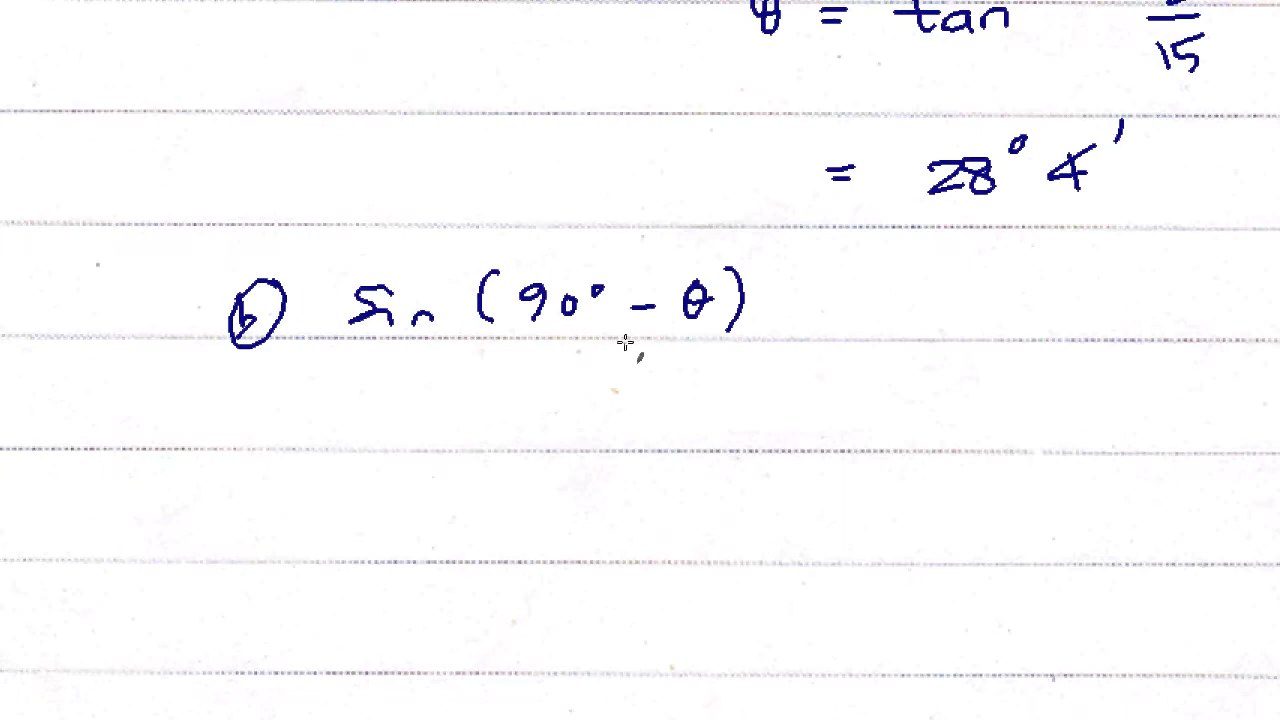 θ = tan 15
= 28° 4'
(b) Sin (90° - θ)